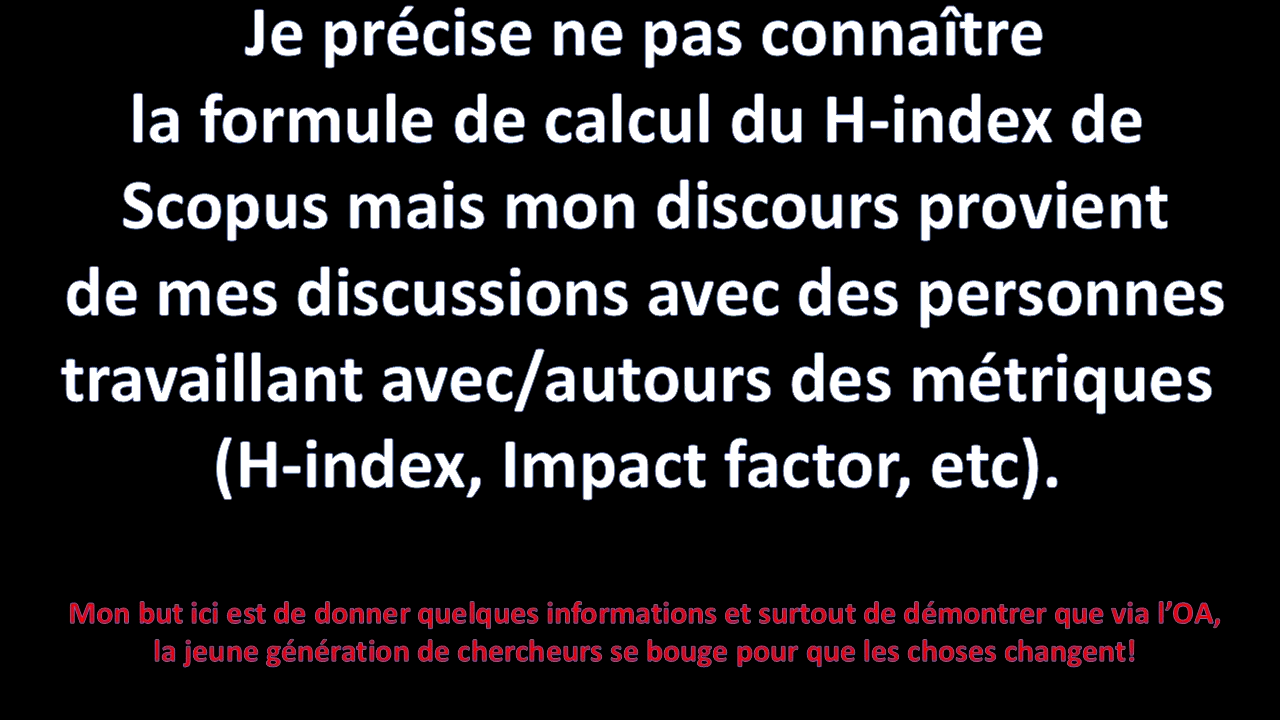 Je précise ne pas connaître
la formule de calcul du H-index de
Scopus mais mon discours provient
de mes discussions avec des personnes
travaillant avec/autours des métriques
(H-index, Impact factor, etc).
Mon but ici est de donner quelques informations et surtout de démontrer que via l’OA,
la jeune génération de chercheurs se bouge pour que les choses changent!